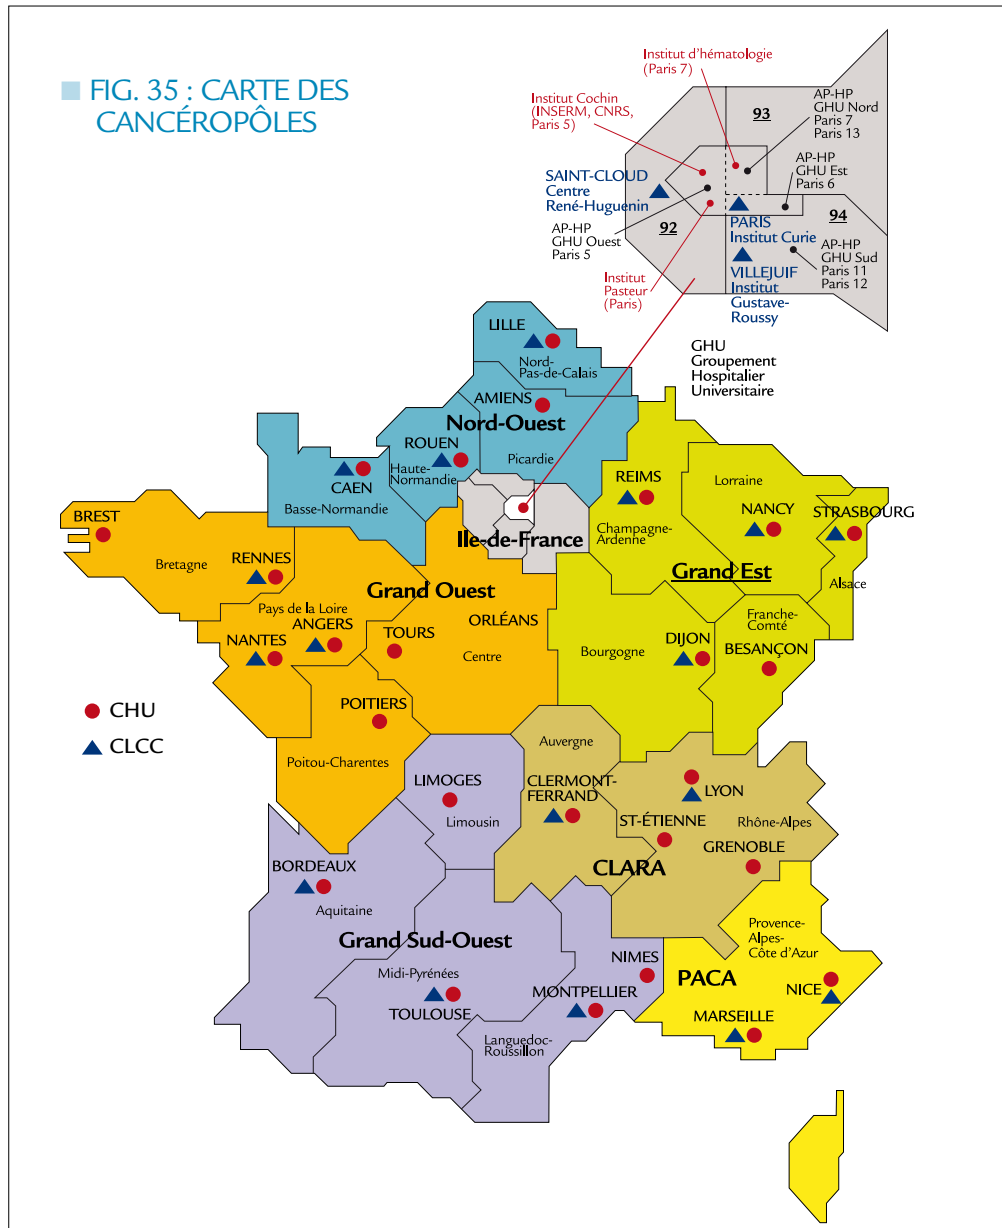 FIG. 35 : CARTE DES
CANCÉROPÔLES
Institut d'hématologie
(Paris 7)
Institut Cochin
(INSERM, CNRS,
Paris 5)
93
AP-HP
GHU Nord
Paris 7
Paris 13
AP-HP
GHU Est
Paris 6
SAINT-CLOUD
Centre
René-Huguenin
92
94
AP-HP
GHU Ouest
Paris 5
PARIS
Institut Curie
AP-HP
GHU Sud
Paris 11
Paris 12
Institut
Pasteur
(Paris)
VILLEJUIF
Institut
Gustave-
Roussy
GHU
Groupement
Hospitalier
Universitaire
LILLE
Nord-
Pas-de-Calais
AMIENS
Nord-Ouest
ROUEN
Haute-
Normandie
Picardie
CAEN
Basse-Normandie
REIMS
Champagne-
Ardenne
Lorraine
NANCY
STRASBOURG
Alsace
Ile-de-France
Grand Est
BREST
Bretagne
RENNES
Grand Ouest
Pays de la Loire
ANGERS
NANTES
TOURS
ORLÉANS
Centre
Bourgogne
DIJON
Franche-
Comté
BESANÇON
POITIERS
Poitou-Charentes
CHU
CLCC
Auvergne
LIMOGES
Limousin
CLERMONT-
FERRAND
LYON
ST-ÉTIENNE
Rhône-Alpes
GRENOBLE
CLARA
BORDEAUX
Aquitaine
Grand Sud-Ouest
Midi-Pyrénées
TOULOUSE
NIMES
MONTPELLIER
Languedoc-
Roussillon
Provence-
Alpes-
Côte d'Azur
PACA
NICE
MARSEILLE